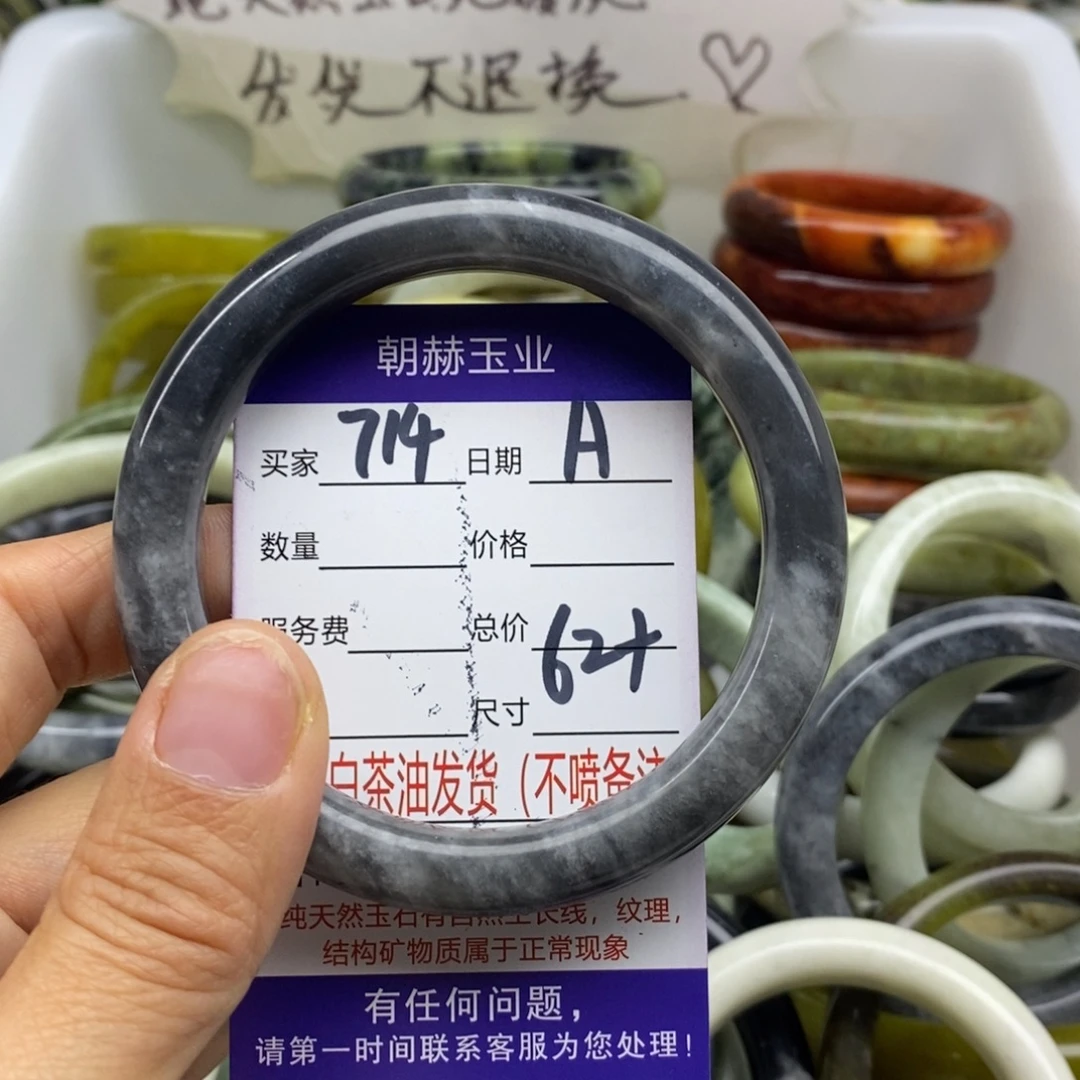 发货不退换
朝赫玉业
买家 714 日期 A
数量 价格
服务费 总价 62+
尺寸
白茶油发货（不喷备注
纯天然玉石有自然生长线，纹理，
结构矿物质属于正常现象
有任何问题，
请第一时间联系客服为您处理！